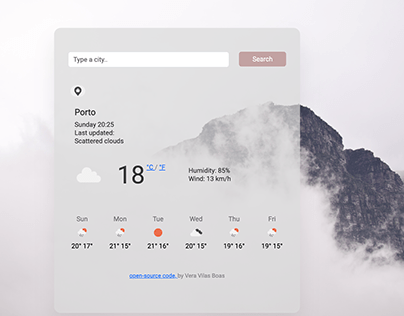 Type a city..
Search
Porto
Sunday 20:25
Last updated:
Scattered clouds
18 °C / °F
Humidity: 85%
Wind: 13 km/h
Sun Mon Tue Wed Thu Fri
20° 17° 21° 15° 21° 16° 20° 15° 19° 16° 19° 15°
open-source code, by Vera Vilas Boas